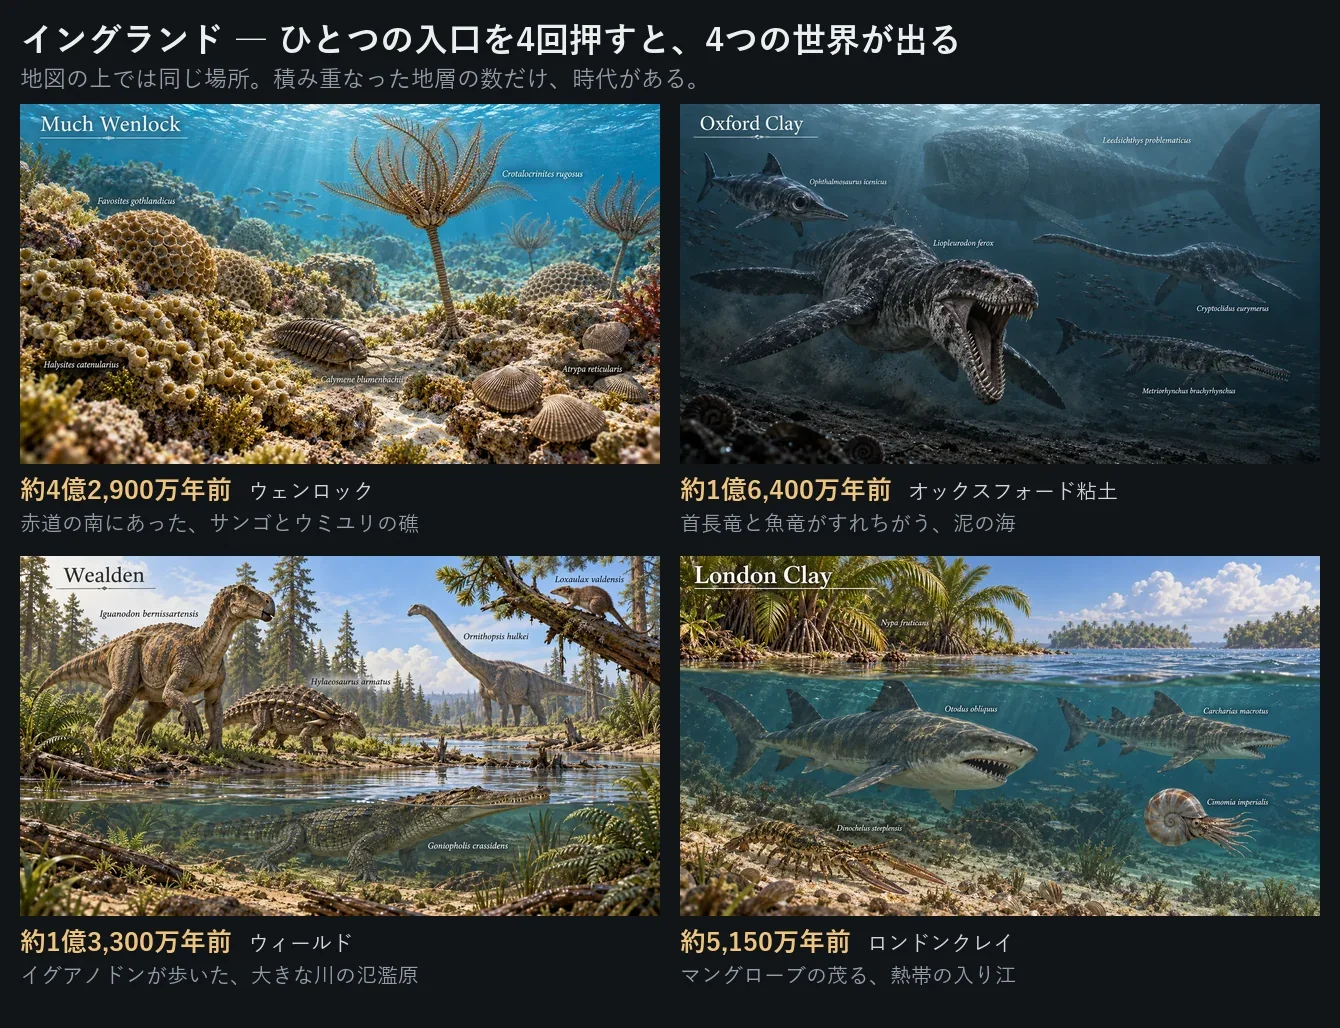 イングランド — ひとつの入口を4回押すと、4つの世界が出る
地図の上では同じ場所。積み重なった地層の数だけ、時代がある。
Much Wenlock
Crotalocrinites rugosus
Favosites gothlandicus
Halysites catenularius
Calymene blumenbachii
Atrypa reticularis
約4億2,900万年前 ウェンロック
赤道の南にあった、サンゴとウミユリの礁
Oxford Clay
Leedsichthys problematicus
Ophthalmosaurus icenicus
Liopleurodon ferox
Cryptoclidus eurymerus
Metriorhynchus brachyrhynchus
約1億6,400万年前 オックスフォード粘土
首長竜と魚竜がすれちがう、泥の海
Wealden
Loxaulax valdensis
Iguanodon bernissartensis
Ornithopsis hulkei
Hylaeosaurus armatus
Goniopholis crassidens
約1億3,300万年前 ウィールド
イグアノドンが歩いた、大きな川の氾濫原
London Clay
Nypa fruticans
Otodus obliquus
Carcharias macrotus
Cimomia imperialis
Dinochelus steeplensis
約5,150万年前 ロンドンクレイ
マングローブの茂る、熱帯の入り江